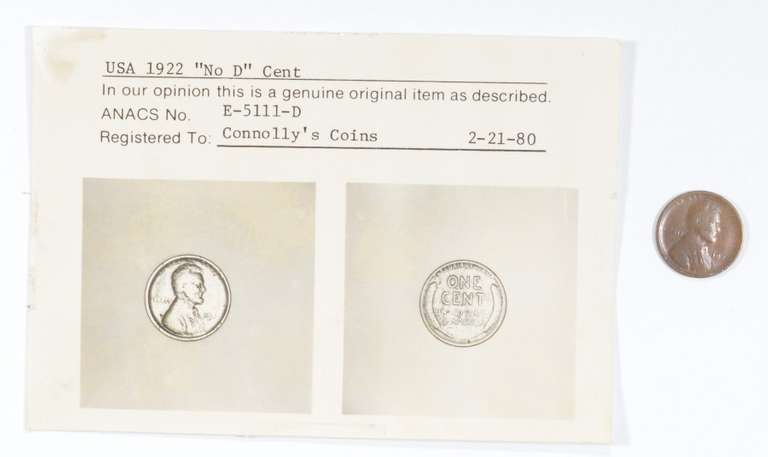 USA 1922 "No D" Cent
In our opinion this is a genuine original item as described.
ANACS No. E-5111-D
Registered To: Connolly's Coins 2-21-80
ONE
CENT